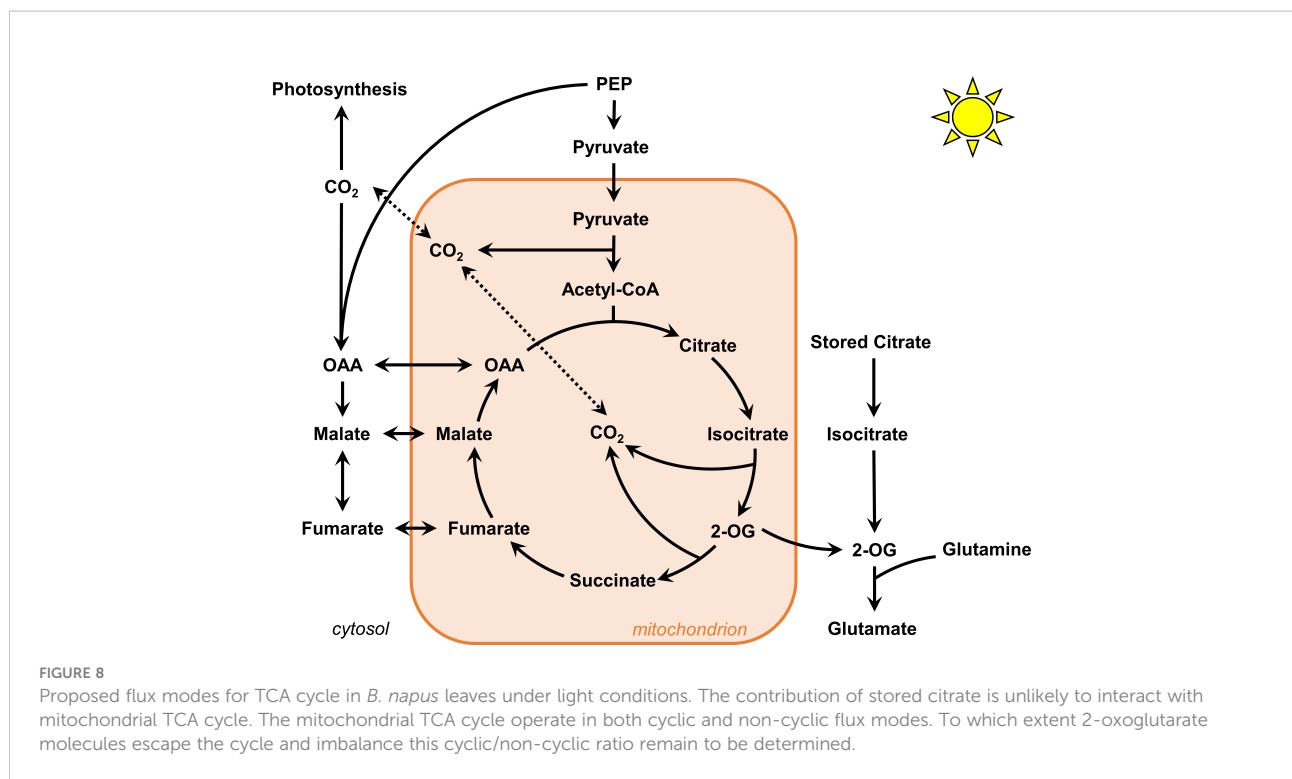 PEP
Photosynthesis
Pyruvate
CO₂
Pyruvate
CO₂
Acetyl-CoA
Citrate
Stored Citrate
OAA
OAA
Malate
Malate
CO₂
Isocitrate
Isocitrate
Fumarate
Fumarate
2-OG
2-OG
Glutamine
Succinate
cytosol
mitochondrion
Glutamate
FIGURE 8
Proposed flux modes for TCA cycle in B. napus leaves under light conditions. The contribution of stored citrate is unlikely to interact with
mitochondrial TCA cycle. The mitochondrial TCA cycle operate in both cyclic and non-cyclic flux modes. To which extent 2-oxoglutarate
molecules escape the cycle and imbalance this cyclic/non-cyclic ratio remain to be determined.